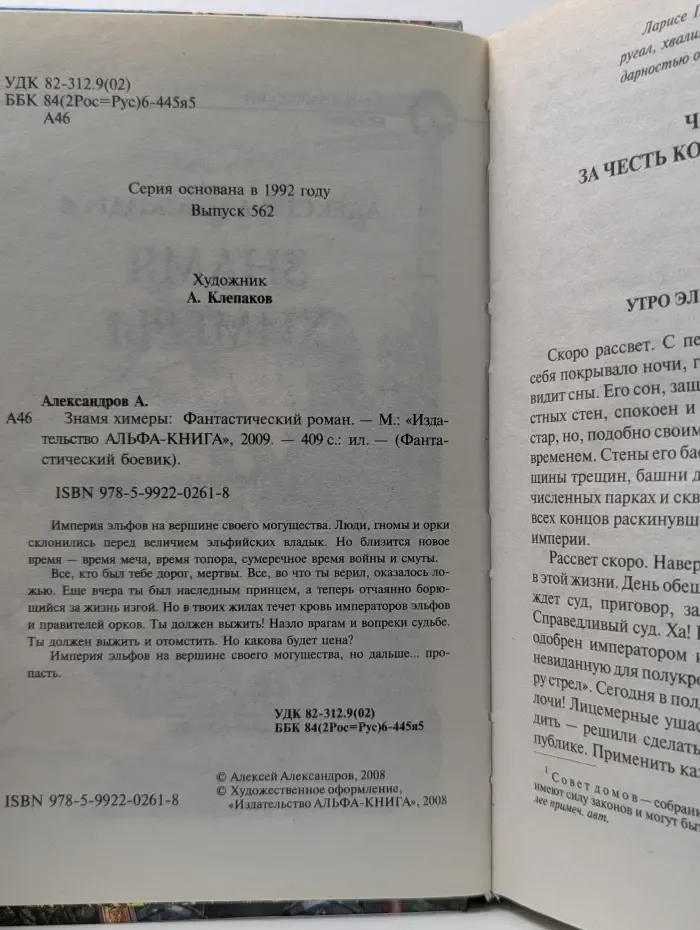 УДК 82-312.9(02)
ББК 84(2Рос=Рус)6-445я5
А46
Серия основана в 1992 году
Выпуск 562
Художник
А. Клепаков
Александров А.
А46 Знамя химеры: Фантастический роман. — М.: «Изда-
тельство АЛЬФА-КНИГА», 2009. — 409 с.: ил. — (Фанта-
стический боевик).
ISBN 978-5-9922-0261-8
Империя эльфов на вершине своего могущества. Люди, гномы и орки
склонились перед величием эльфийских владык. Но близится новое
время — время меча, время топора, сумеречное время войны и смуты.
Все, кто был тебе дорог, мертвы. Все, во что ты верил, оказалось ло-
жью. Еще вчера ты был наследным принцем, а теперь отчаянно борю-
щийся за жизнь изгой. Но в твоих жилах течет кровь императоров эльфов
и правителей орков. Ты должен выжить! Назло врагам и вопреки судьбе.
Ты должен выжить и отомстить. Но какова будет цена?
Империя эльфов на вершине своего могущества, но дальше... про-
пасть.
УДК 82-312.9(02)
ББК 84(2Рос=Рус)6-445я5
© Алексей Александров, 2008
© Художественное оформление,
ISBN 978-5-9922-0261-8 «Издательство АЛЬФА-КНИГА», 2008
Ларисе
ругал, хвали
дарностью о
Ч
ЗА ЧЕСТЬ КО
УТРО ЭЛ
Скоро рассвет. С пе
себя покрывало ночи, г
видит сны. Его сон, защ
стных стен, спокоен и
стар, но, подобно своим
временем. Стены его ба
щины трещин, башни д
численных парках и скв
всех концов раскинувш
империи.
Рассвет скоро. Навер
в этой жизни. День обещ
ждет суд, приговор, за
Справедливый суд. Ха!
одобрен императором и
невиданную для полукро
ру стрел». Сегодня в пол
лочи! Лицемерные ушас
дить — решили сделать
публике. Применить каз
1 Совет домов — собрани
имеют силу законов и могут быт
лее примеч. авт.